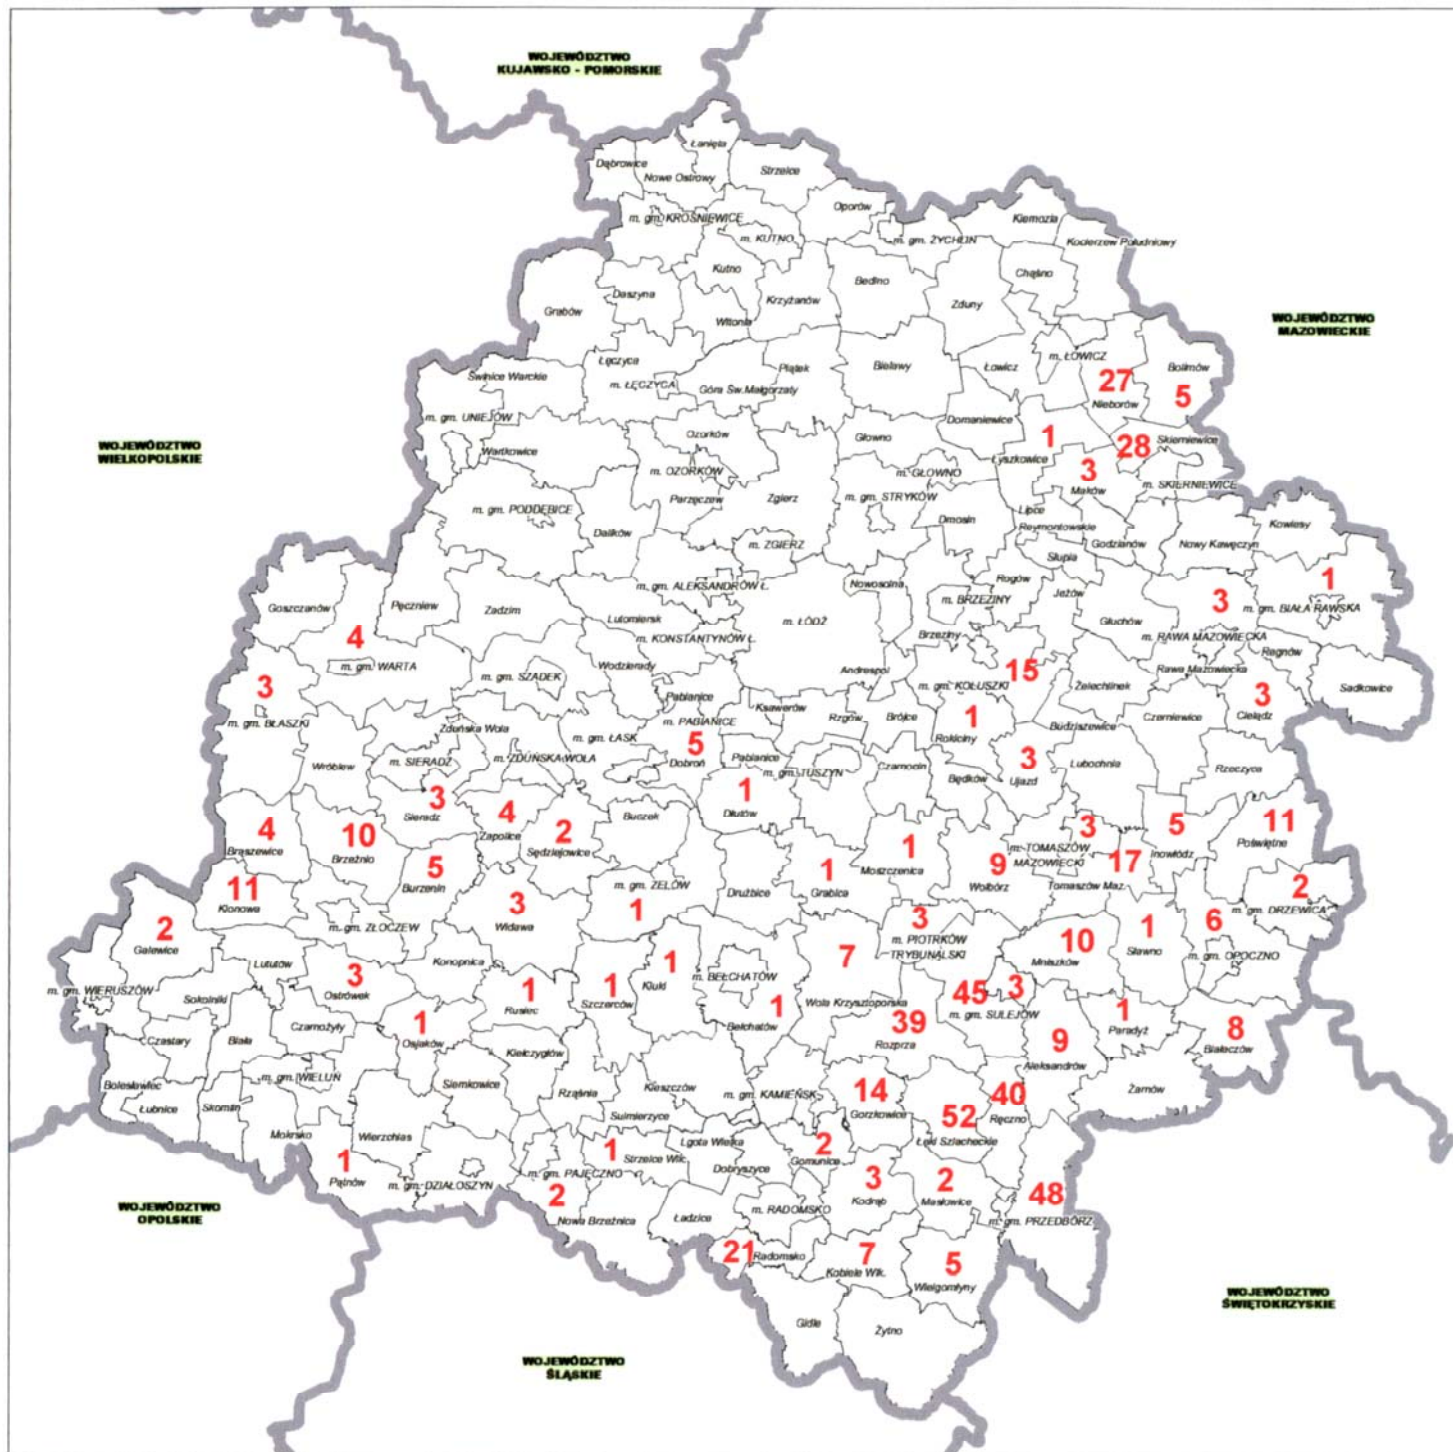 WOJEWÓDZTWO
KUJAWSKO - POMORSKIE
Łanięta
Dąbrowice
Nowe Ostrowy
Strzelce
Oporów
Kiernozia
m. gm. KROŚNIEWICE
m. KUTNO
m. gm. ŻYCHLIN
Kocierzew Południowy
Kutno
Chąśno
Bedlno
Daszyna
Krzyżanów
Zduny
Grabów
Witonia
WOJEWÓDZTWO
MAZOWIECKIE
Łęczyca
m. ŁOWICZ
Piątek
Bielawy
Łowicz
Bolimów
Świnice Warckie
m. ŁĘCZYCA
Góra Św.Małgorzaty
27
Nieborów
5
m. gm. UNIEJÓW
Domaniewice
WOJEWÓDZTWO
WIELKOPOLSKIE
Ozorków
Głowno
1
28
Skierniewice
Wartkowice
Łyszkowice
m. OZORKÓW
m. GŁOWNO
3
Maków
m. SKIERNIEWICE
Parzęczew
Zgierz
m. gm. STRYKÓW
m. gm. PODDĘBICE
Lipce
Reymontowskie
Dmosin
Kowiesy
Dalików
m. ZGIERZ
Godzianów
Nowy Kawęczyn
Słupia
m. gm. ALEKSANDRÓW Ł.
Nowosolna
Rogów
1
Goszczanów
Pęczniew
Zadzim
Jeżów
m. BRZEZINY
3
m. gm. BIAŁA RAWSKA
Lutomiersk
m. ŁÓDŹ
Głuchów
4
m. KONSTANTYNÓW Ł.
Brzeziny
m. RAWA MAZOWIECKA
Regnów
m. gm. WARTA
Wodzierady
Andrespol
15
Rawa Mazowiecka
m. gm. SZADEK
m. gm. KOLUSZKI
Żelechlinek
Sadkowice
3
Pabianice
3
m. gm. BŁASZKI
Ksawerów
Rzgów
Brójce
1
Czerniewice
Cielądz
m. PABIANICE
Zduńska Wola
m. gm. ŁASK
Budziszewice
5
Rokiciny
Wróblew
m. SIERADZ
m. ZDUŃSKA WOLA
Dobroń
Pabianice
m. gm. TUSZYN
Czarnocin
3
Lubochnia
Rzeczyca
Będków
Ujazd
3
1
Sieradz
4
Dłutów
Buczek
3
5
11
4
10
Zapolice
2
1
m. TOMASZÓW
MAZOWIECKI
Inowłódz
Poświętne
Brąszewice
Brzeźnio
Sędziejowice
9
17
5
1
Moszczenica
Burzenin
m. gm. ZELÓW
Drużbice
Grabica
Wolbórz
Tomaszów Maz.
2
11
Klonowa
3
1
m. gm. DRZEWICA
3
1
6
2
m. gm. ZŁOCZEW
Widawa
m. PIOTRKÓW
TRYBUNALSKI
10
Galewice
7
Mniszków
Sławno
m. gm. OPOCZNO
Lututów
3
Konopnica
1
m. BEŁCHATÓW
m. gm. WIERUSZÓW
Ostrówek
1
1
Kluki
45
3
Sokolniki
Rusiec
Szczerców
1
Wola Krzysztoporska
m. gm. SULEJÓW
1
Czarnożyły
1
Bełchatów
39
Paradyż
8
Czastary
Biała
Osjaków
Rozprza
9
Białaczów
Kiełczygłów
Aleksandrów
m. gm. WIELUŃ
Bolesławiec
Siemkowice
Rząśnia
Kleszczów
m. gm. KAMIEŃSK
14
40
Żarnów
Łubnice
Skomlin
Sulmierzyce
Gorzkowice
52
Ręczno
Mokrsko
Wierzchlas
Łęki Szlacheckie
1
Lgota Wielka
2
1
Strzelce Wlk.
Gomunice
Pątnów
m. gm. PAJĘCZNO
Dobryszyce
3
2
m. gm. DZIAŁOSZYN
2
Kodrąb
Masłowice
48
WOJEWÓDZTWO
OPOLSKIE
m. RADOMSKO
Nowa Brzeźnica
Ładzice
m. gm. PRZEDBÓRZ
21
Radomsko
7
5
Kobiele Wlk.
Wielgomłyny
WOJEWÓDZTWO
ŚWIĘTOKRZYSKIE
Gidle
Żytno
WOJEWÓDZTWO
ŚLĄSKIE